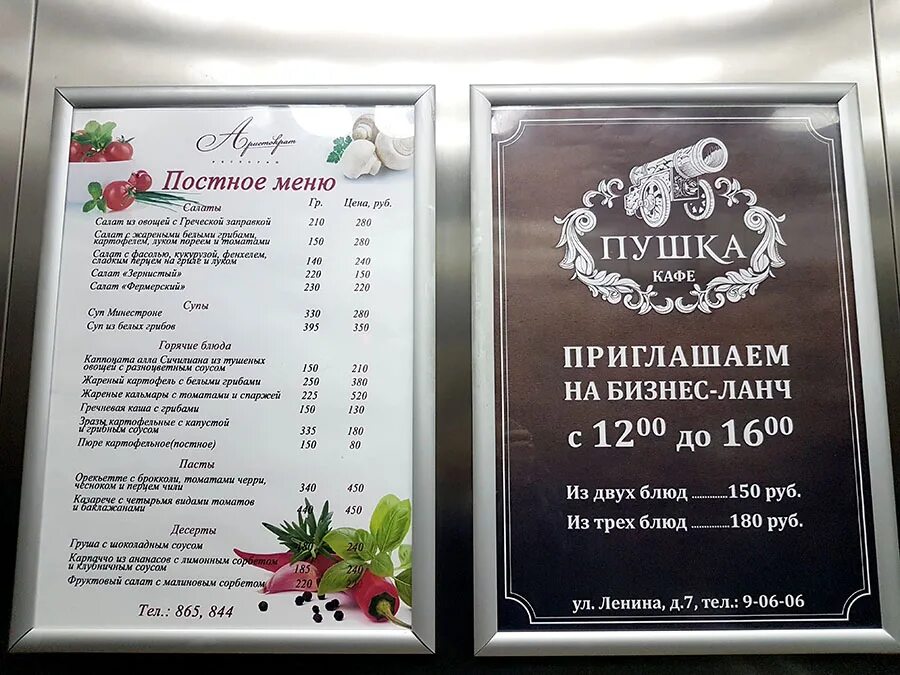 Аристократ
РЕСТОРАН
Постное меню
Гр. Цена, руб.
Салаты
Салат из овощей с Греческой заправкой 210 280
Салат с жареными белыми грибами,
картофелем, луком пореем и томатами 150 280
Салат с фасолью, кукурузой, фенхелем,
сладким перцем на гриле и луком 140 240
Салат «Зернистый» 220 150
Салат «Фермерский» 230 220
Супы
Суп Минестроне 330 280
Суп из белых грибов 395 350
Горячие блюда
Каппоцата алла Сичилиана из тушеных
овощей с разноцветным соусом 150 210
Жареный картофель с белыми грибами 250 380
Жареные кальмары с томатами и спаржей 225 520
Гречневая каша с грибами 150 130
Зразы картофельные с капустой
и грибным соусом 335 180
Пюре картофельное(постное) 150 80
Пасты
Орекьетте с брокколи, томатами черри,
чесноком и перцем чили 340 450
Казарече с четырьмя видами томатов
и баклажанами 440 450
Десерты
Груша с шоколадным соусом 180 240
Карпаччо из ананасов с лимонным сорбетом
и клубничным соусом 185 240
Фруктовый салат с малиновым сорбетом 220
Тел.: 865, 844
ПУШКА
КАФЕ
ПРИГЛАШАЕМ
НА БИЗНЕС-ЛАНЧ
с 1200 до 1600
Из двух блюд ............. 150 руб.
Из трех блюд ............. 180 руб.
ул. Ленина, д.7, тел.: 9-06-06